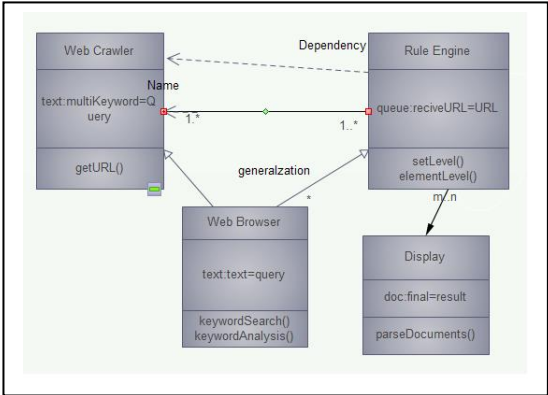 Web Crawler
Dependency
Rule Engine
Name
text:multiKeyword=Q
uery
queue:reciveURL=URL
1.*
1..*
getURL()
generalzation
setLevel()
elementLevel()
*
m..n
Web Browser
Display
text:text=query
doc:final=result
keywordSearch()
keywordAnalysis()
parseDocuments()